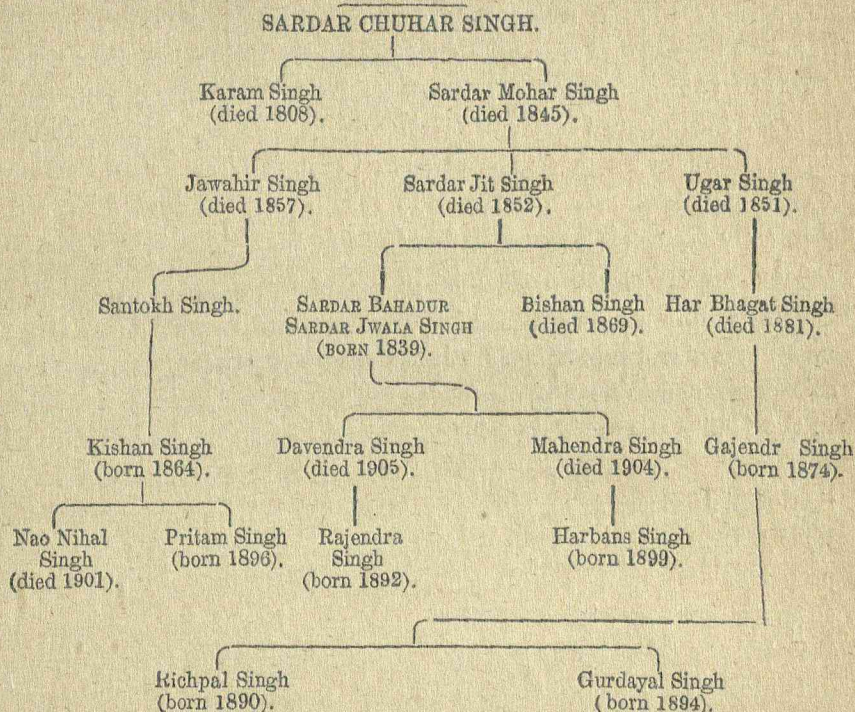 SARDAR CHUHAR SINGH.
Karam Singh
(died 1808).
Sardar Mohar Singh
(died 1845).
Jawahir Singh
(died 1857).
Sardar Jit Singh
(died 1852).
Ugar Singh
(died 1851).
Santokh Singh.
SARDAR BAHADUR
SARDAR JWALA SINGH
(BORN 1839).
Bishan Singh
(died 1869).
Har Bhagat Singh
(died 1881).
Kishan Singh
(born 1864).
Davendra Singh
(died 1905).
Mahendra Singh
(died 1904).
Gajendr Singh
(born 1874).
Nao Nihal
Singh
(died 1901).
Pritam Singh
(born 1896).
Rajendra
Singh
(born 1892).
Harbans Singh
(born 1899).
Richpal Singh
(born 1890).
Gurdayal Singh
(born 1894).